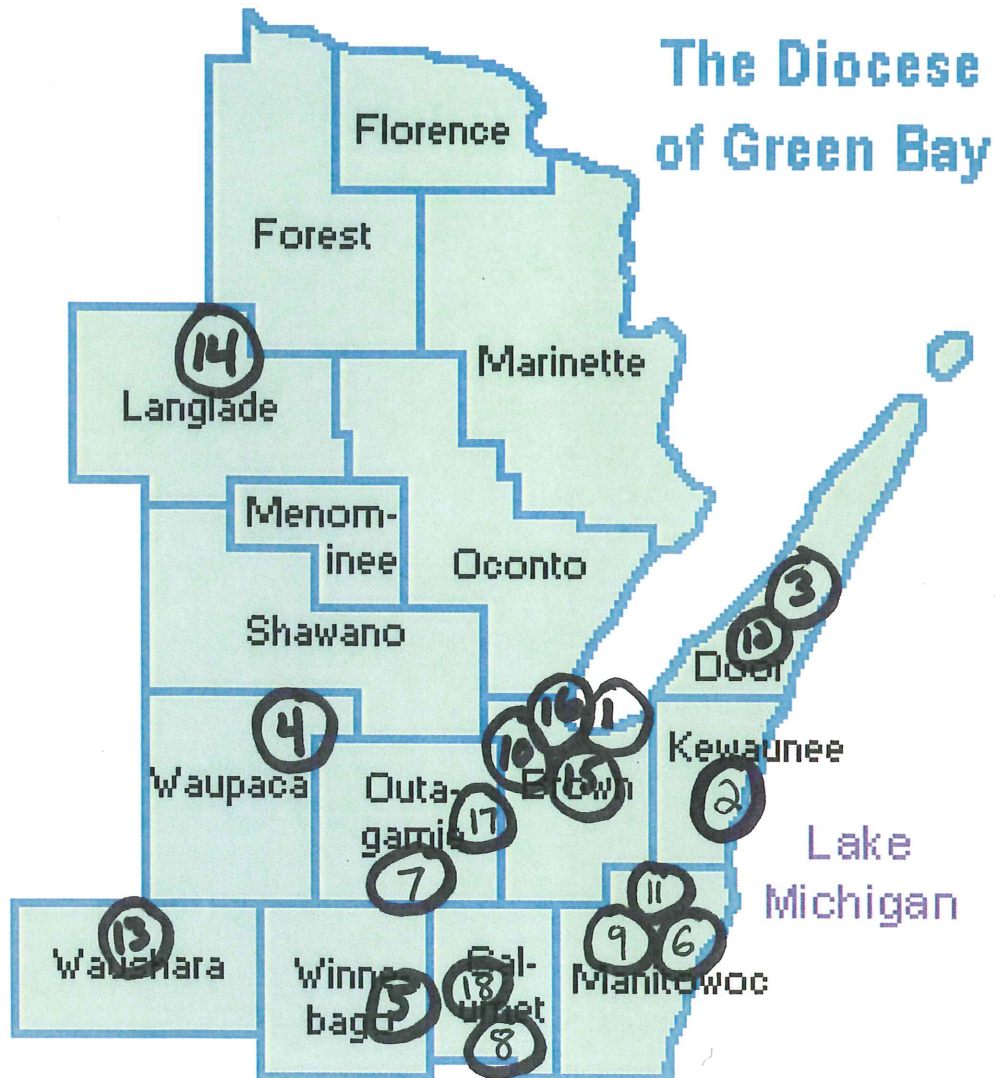 The Diocese
of Green Bay
Florence
Forest
14
Langlade
Marinette
Menom-
inee
Oconto
Shawano
3
12
Door
4
16
1
10
15
Brown
Kewaunee
2
Waupaca
Outa-
gamie
17
7
Lake
Michigan
11
9
6
Manitowoc
13
Waushara
Winne-
bago
5
Cal-
umet
18
8